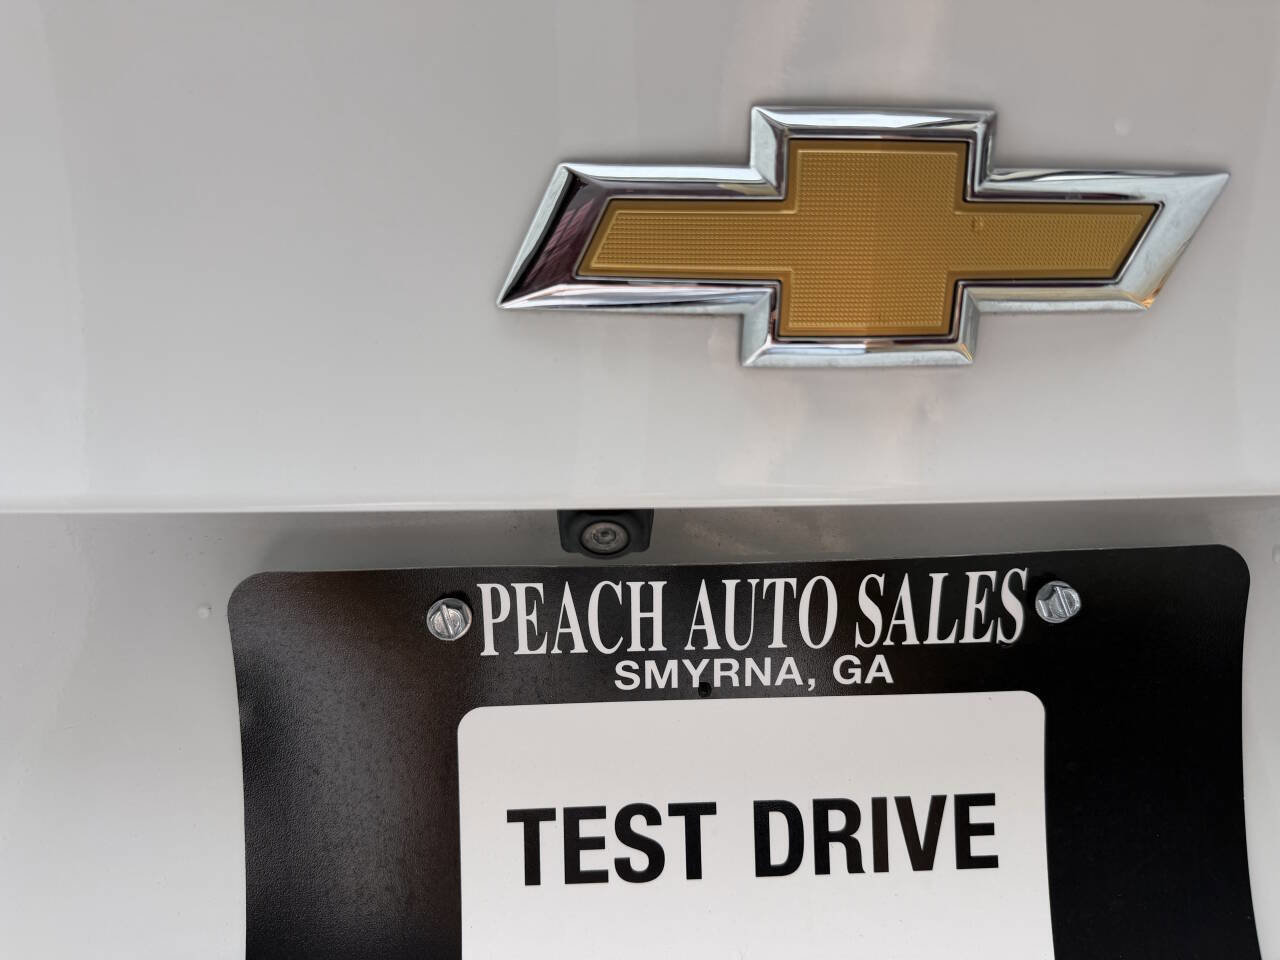 PEACH AUTO SALES
SMYRNA, GA
TEST DRIVE